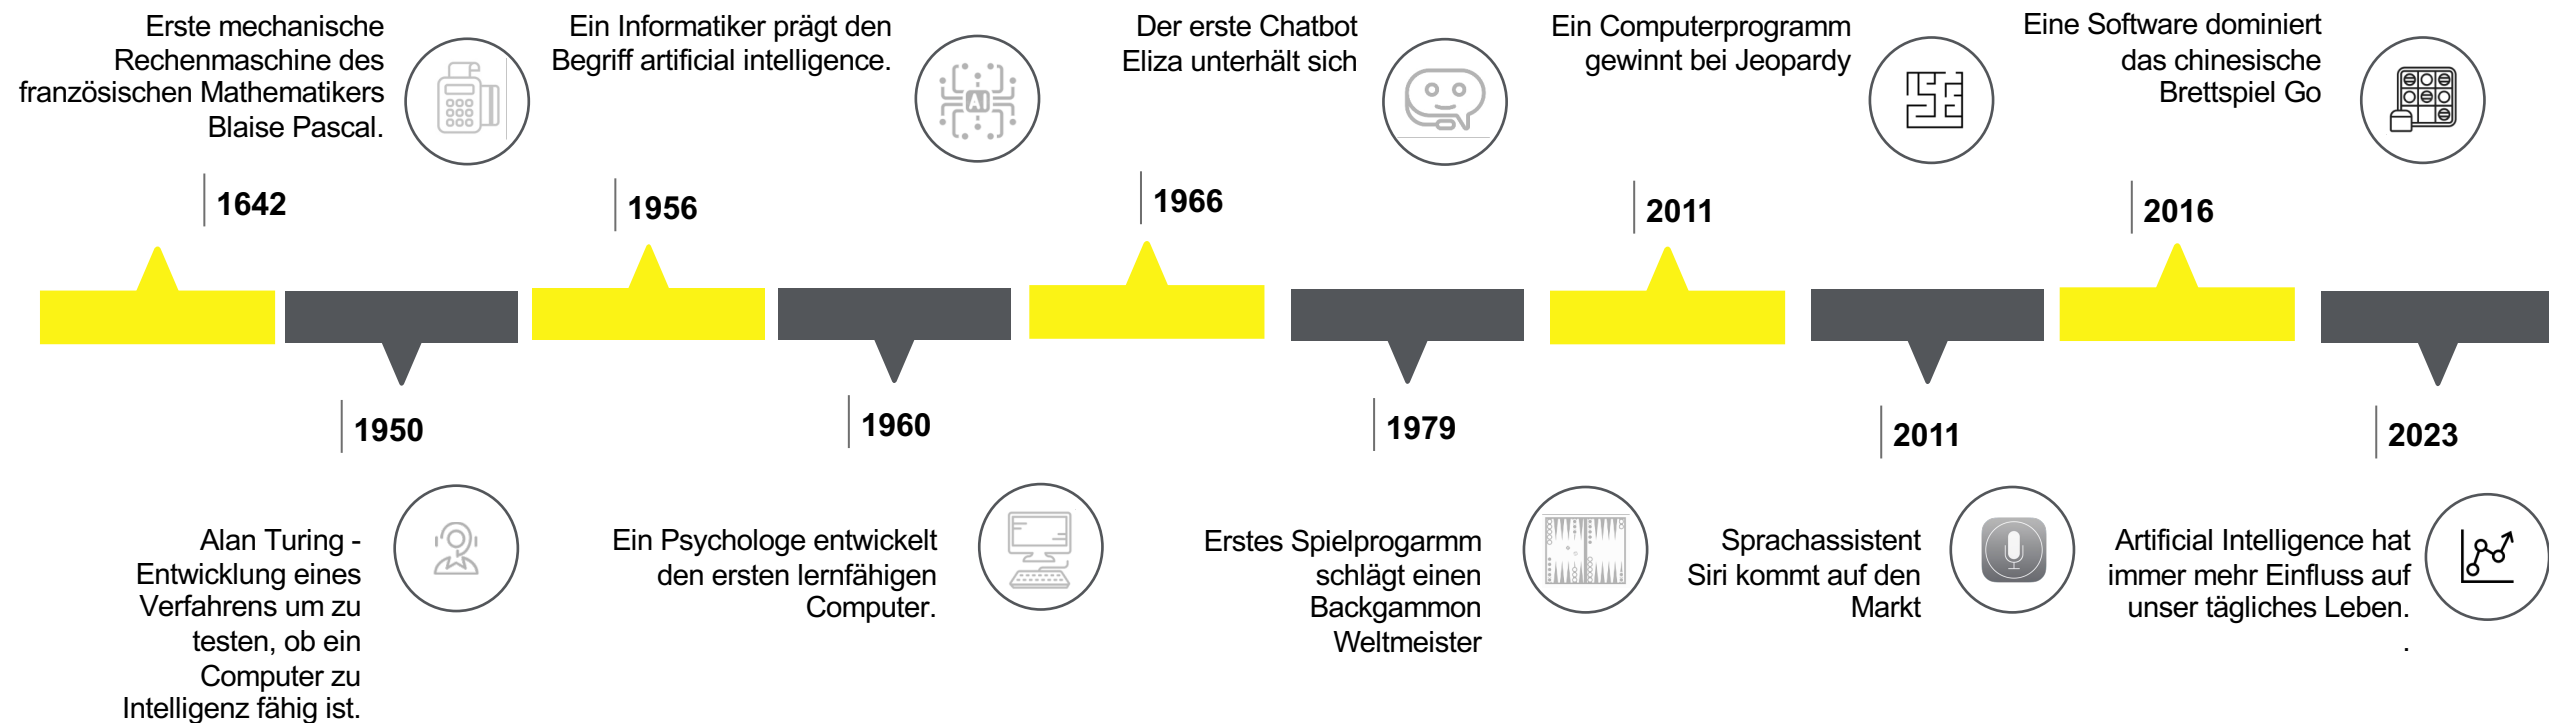 Erste mechanische
Rechenmaschine des
französischen Mathematikers
Blaise Pascal.
1642
Alan Turing -
Entwicklung eines
Verfahrens um zu
testen, ob ein
Computer zu
Intelligenz fähig ist.
1950
Ein Informatiker prägt den
Begriff artificial intelligence.
AI
1956
1960
Ein Psychologe entwickelt
den ersten lernfähigen
Computer.
Der erste Chatbot
Eliza unterhält sich
1966
1979
Erstes Spielprogarmm
schlägt einen
Backgammon
Weltmeister
Ein Computerprogramm
gewinnt bei Jeopardy
2011
2011
Sprachassistent
Siri kommt auf den
Markt
Eine Software dominiert
das chinesische
Brettspiel Go
2016
2023
Artificial Intelligence hat
immer mehr Einfluss auf
unser tägliches Leben.
.